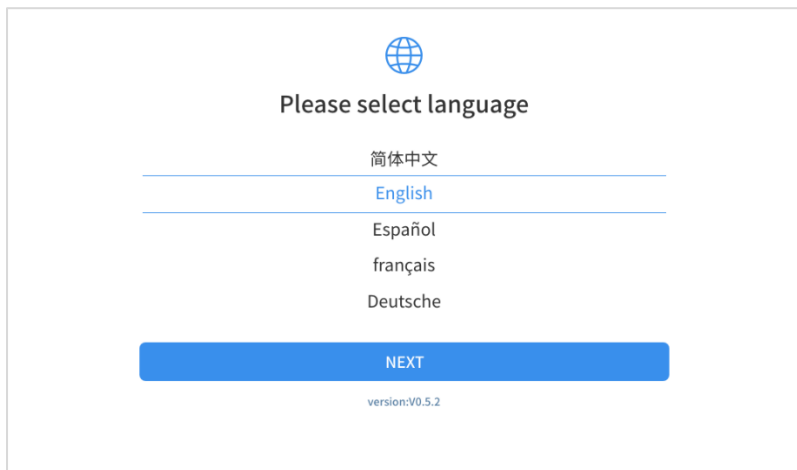 Please select language
简体中文
English
Español
français
Deutsche
NEXT
version:V0.5.2